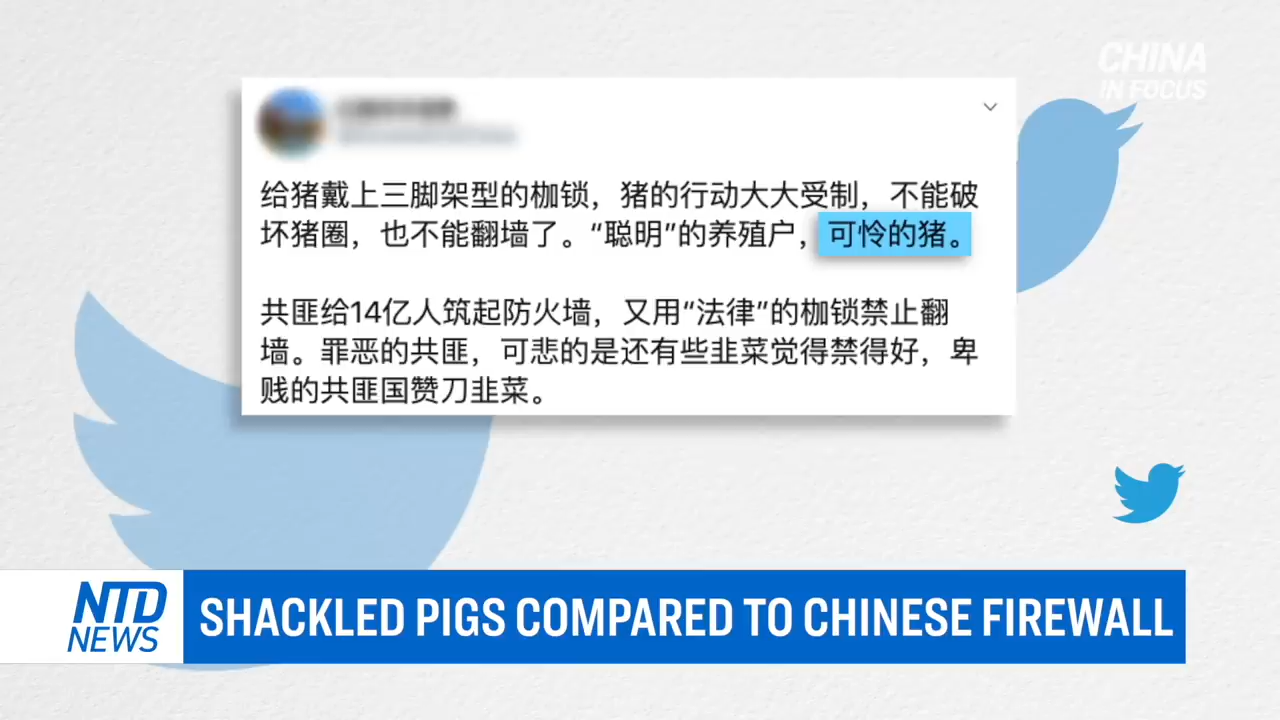 CHINA
IN FOCUS
给猪戴上三脚架型的枷锁，猪的行动大大受制，不能破
坏猪圈，也不能翻墙了。“聪明”的养殖户，可怜的猪。
共匪给14亿人筑起防火墙，又用“法律”的枷锁禁止翻
墙。罪恶的共匪，可悲的是还有些韭菜觉得禁得好，卑
贱的共匪国赞刀韭菜。
NTD
NEWS
SHACKLED PIGS COMPARED TO CHINESE FIREWALL